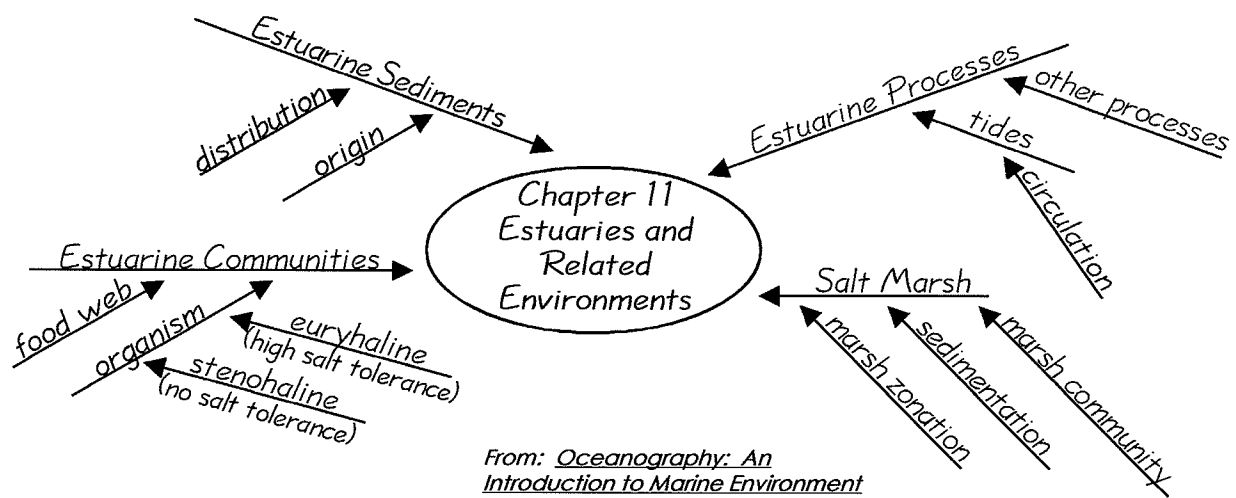 Estuarine Sediments
distribution
origin
Estuarine Processes
other processes
tides
circulation
Chapter 11
Estuaries and
Related
Environments
Estuarine Communities
food web
organism
euryhaline
(high salt tolerance)
stenohaline
(no salt tolerance)
Salt Marsh
marsh zonation
sedimentation
marsh community
From: Oceanography: An
Introduction to Marine Environment